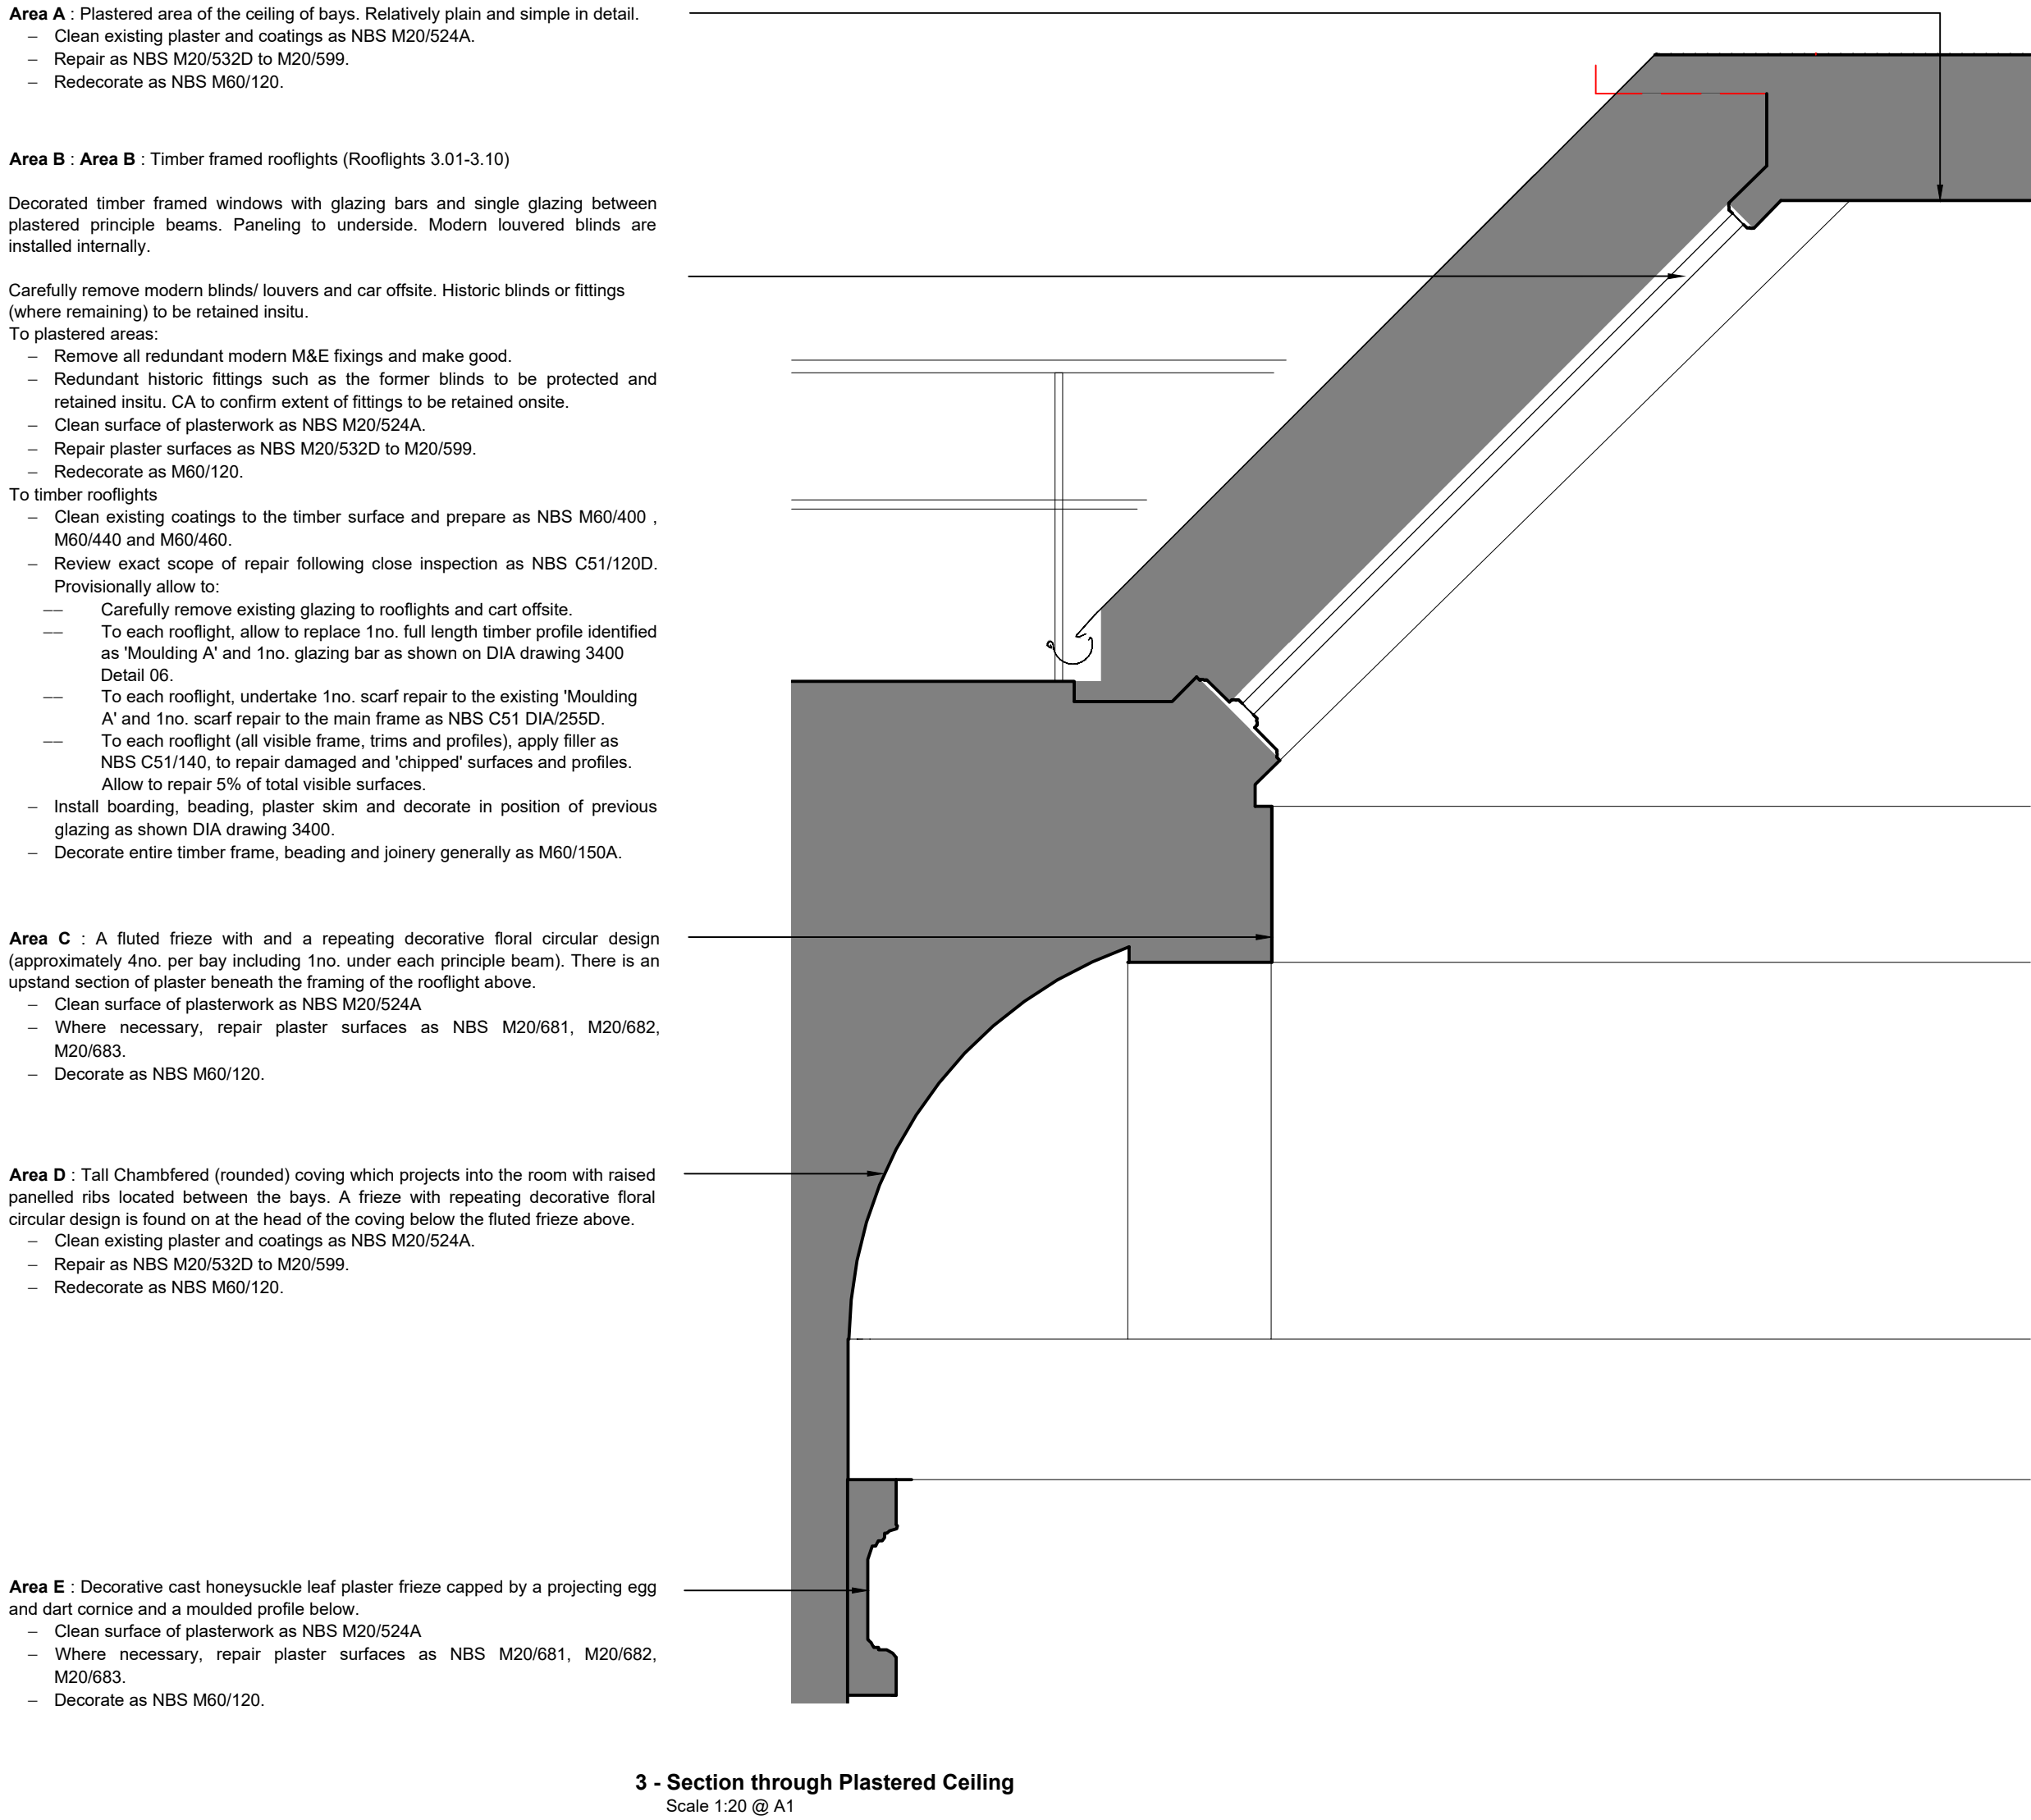 Area A : Plastered area of the ceiling of bays. Relatively plain and simple in detail.
– Clean existing plaster and coatings as NBS M20/524A.
– Repair as NBS M20/532D to M20/599.
– Redecorate as NBS M60/120.
Area B : Area B : Timber framed rooflights (Rooflights 3.01-3.10)
Decorated timber framed windows with glazing bars and single glazing between
plastered principle beams. Paneling to underside. Modern louvered blinds are
installed internally.
Carefully remove modern blinds/ louvers and car offsite. Historic blinds or fittings
(where remaining) to be retained insitu.
To plastered areas:
– Remove all redundant modern M&E fixings and make good.
– Redundant historic fittings such as the former blinds to be protected and
retained insitu. CA to confirm extent of fittings to be retained onsite.
– Clean surface of plasterwork as NBS M20/524A.
– Repair plaster surfaces as NBS M20/532D to M20/599.
– Redecorate as M60/120.
To timber rooflights
– Clean existing coatings to the timber surface and prepare as NBS M60/400 ,
M60/440 and M60/460.
– Review exact scope of repair following close inspection as NBS C51/120D.
Provisionally allow to:
–– Carefully remove existing glazing to rooflights and cart offsite.
–– To each rooflight, allow to replace 1no. full length timber profile identified
as 'Moulding A' and 1no. glazing bar as shown on DIA drawing 3400
Detail 06.
–– To each rooflight, undertake 1no. scarf repair to the existing 'Moulding
A' and 1no. scarf repair to the main frame as NBS C51 DIA/255D.
–– To each rooflight (all visible frame, trims and profiles), apply filler as
NBS C51/140, to repair damaged and 'chipped' surfaces and profiles.
Allow to repair 5% of total visible surfaces.
– Install boarding, beading, plaster skim and decorate in position of previous
glazing as shown DIA drawing 3400.
– Decorate entire timber frame, beading and joinery generally as M60/150A.
Area C : A fluted frieze with and a repeating decorative floral circular design
(approximately 4no. per bay including 1no. under each principle beam). There is an
upstand section of plaster beneath the framing of the rooflight above.
– Clean surface of plasterwork as NBS M20/524A
– Where necessary, repair plaster surfaces as NBS M20/681, M20/682,
M20/683.
– Decorate as NBS M60/120.
Area D : Tall Chambfered (rounded) coving which projects into the room with raised
panelled ribs located between the bays. A frieze with repeating decorative floral
circular design is found on at the head of the coving below the fluted frieze above.
– Clean existing plaster and coatings as NBS M20/524A.
– Repair as NBS M20/532D to M20/599.
– Redecorate as NBS M60/120.
Area E : Decorative cast honeysuckle leaf plaster frieze capped by a projecting egg
and dart cornice and a moulded profile below.
– Clean surface of plasterwork as NBS M20/524A
– Where necessary, repair plaster surfaces as NBS M20/681, M20/682,
M20/683.
– Decorate as NBS M60/120.
3 - Section through Plastered Ceiling
Scale 1:20 @ A1